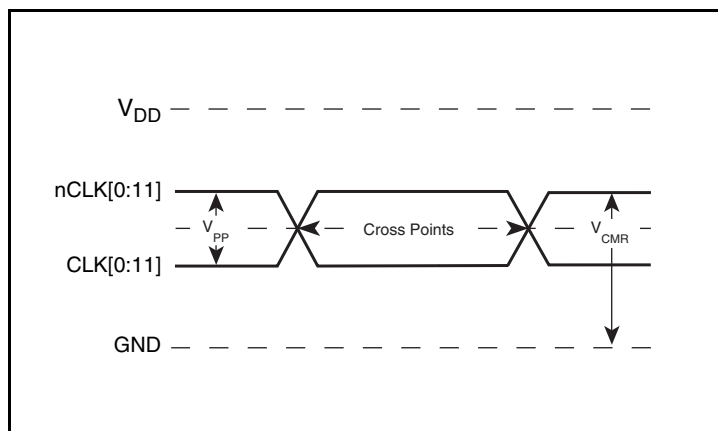 VDD
nCLK[0:11]
VPP
Cross Points
VCMR
CLK[0:11]
GND